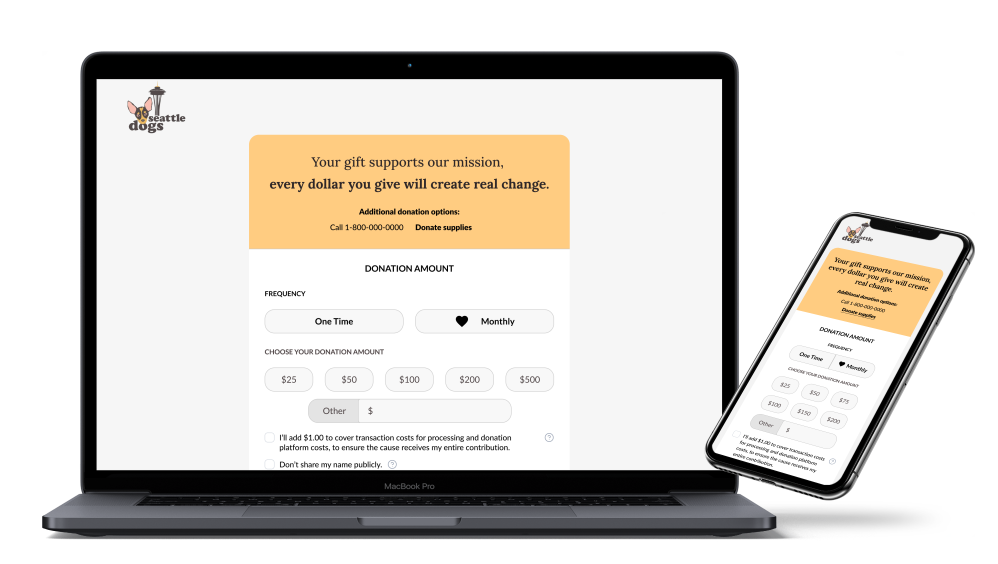 seattle
dogs
Your gift supports our mission,
every dollar you give will create real change.
Additional donation options:
Call 1-800-000-0000 Donate supplies
DONATION AMOUNT
FREQUENCY
One Time Monthly
CHOOSE YOUR DONATION AMOUNT
$25 $50 $100 $200 $500
Other $
I'll add $1.00 to cover transaction costs for processing and donation ?
platform costs, to ensure the cause receives my entire contribution.
Don't share my name publicly. ?
MacBook Pro
seattle
dogs
Your gift supports our mission,
every dollar you give will create
real change.
Additional donation options:
Call 1-800-000-0000
Donate supplies
DONATION AMOUNT
FREQUENCY
One Time Monthly
CHOOSE YOUR DONATION AMOUNT
$25 $50 $75
$100 $150 $200
Other $
I'll add $1.00 to cover transaction costs
for processing and donation platform ?
costs, to ensure the cause receives my
entire contribution.